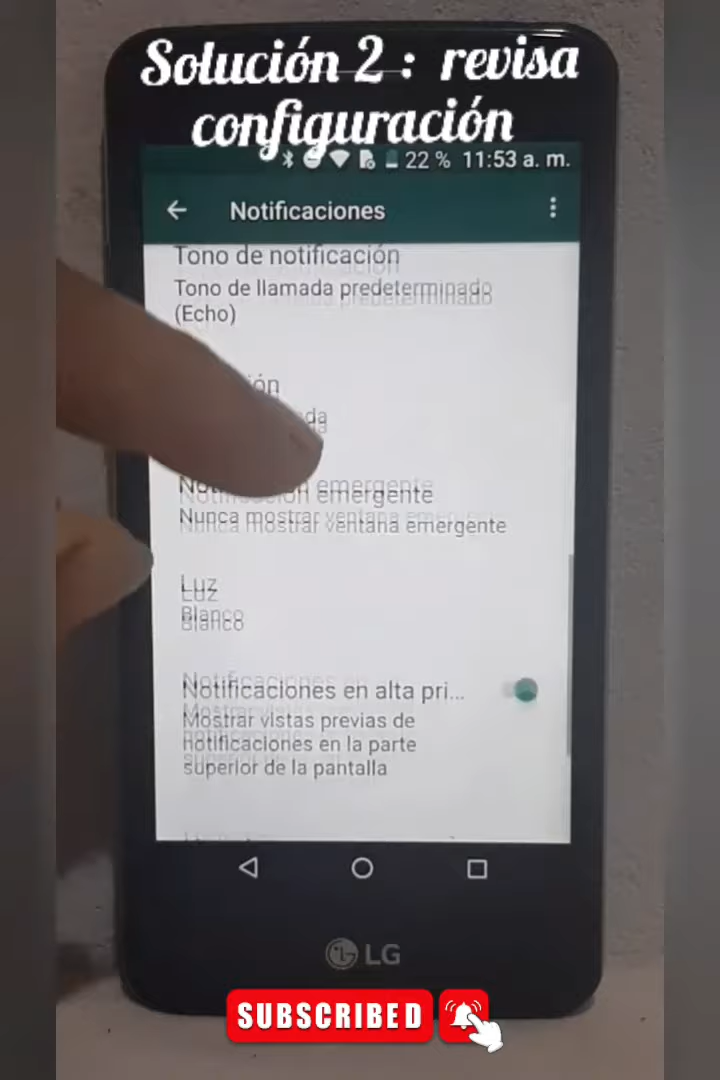 Solución 2 : revisa
configuración
22 % 11:53 a. m.
Notificaciones
Tono de notificación
Tono de llamada predeterminado
(Echo)
Notificación emergente
Nunca mostrar ventana emergente
Luz
Blanco
Notificaciones en alta pri...
Mostrar vistas previas de
notificaciones en la parte
superior de la pantalla
LG
SUBSCRIBED